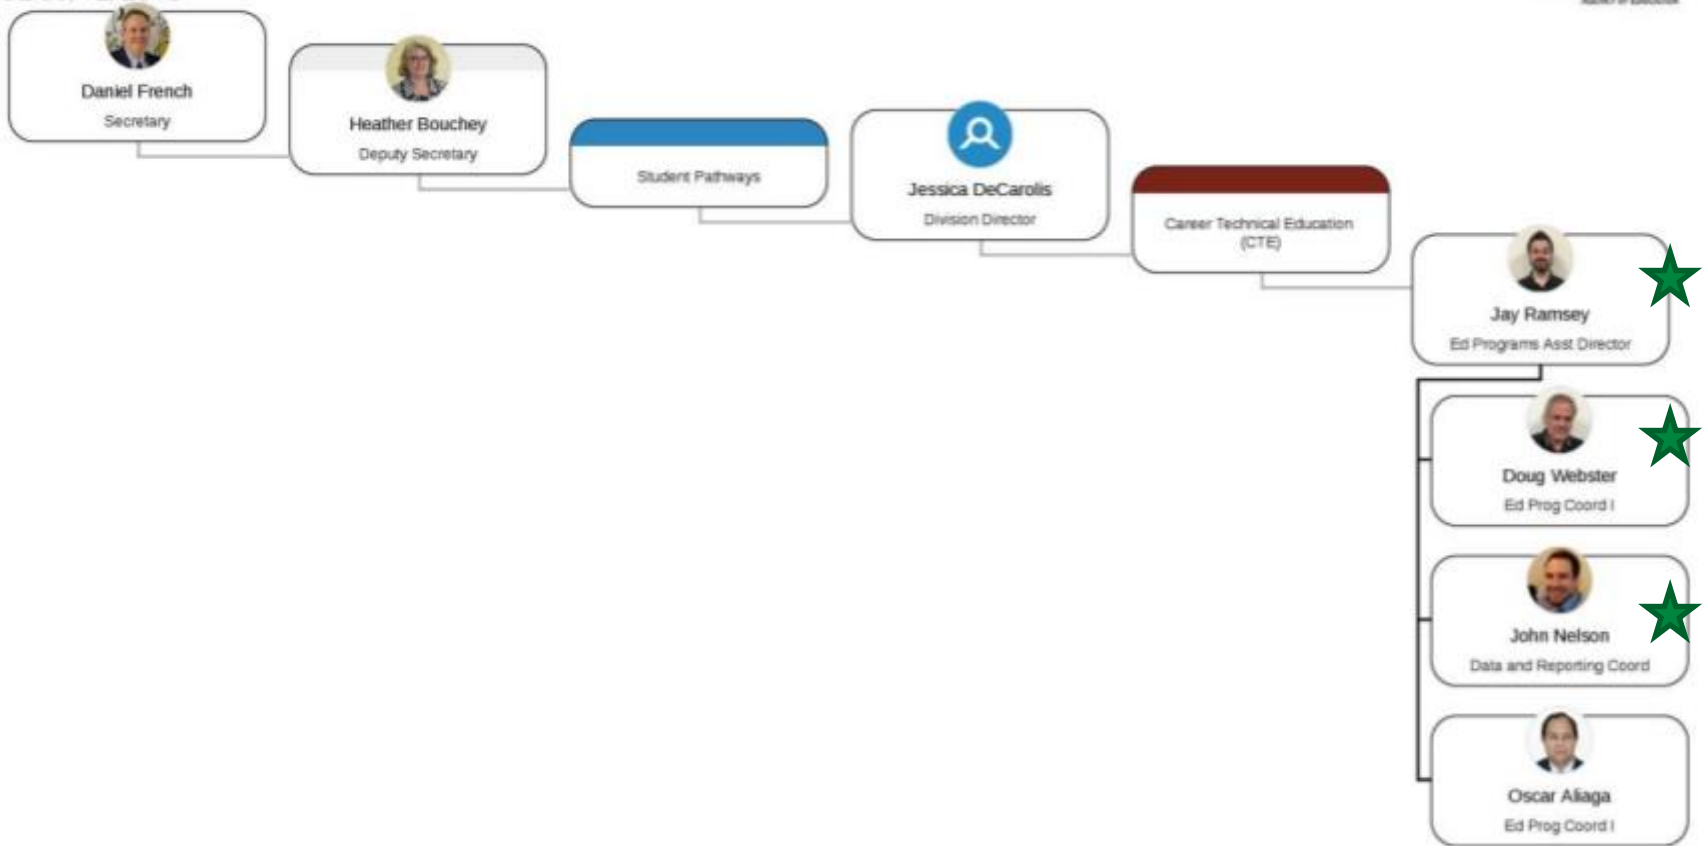 Daniel French
Secretary
Heather Bouchey
Deputy Secretary
Student Pathways
Jessica DeCarolis
Division Director
Career Technical Education
(CTE)
Jay Ramsey
Ed Programs Asst Director
Doug Webster
Ed Prog Coord I
John Nelson
Data and Reporting Coord
Oscar Aliaga
Ed Prog Coord I